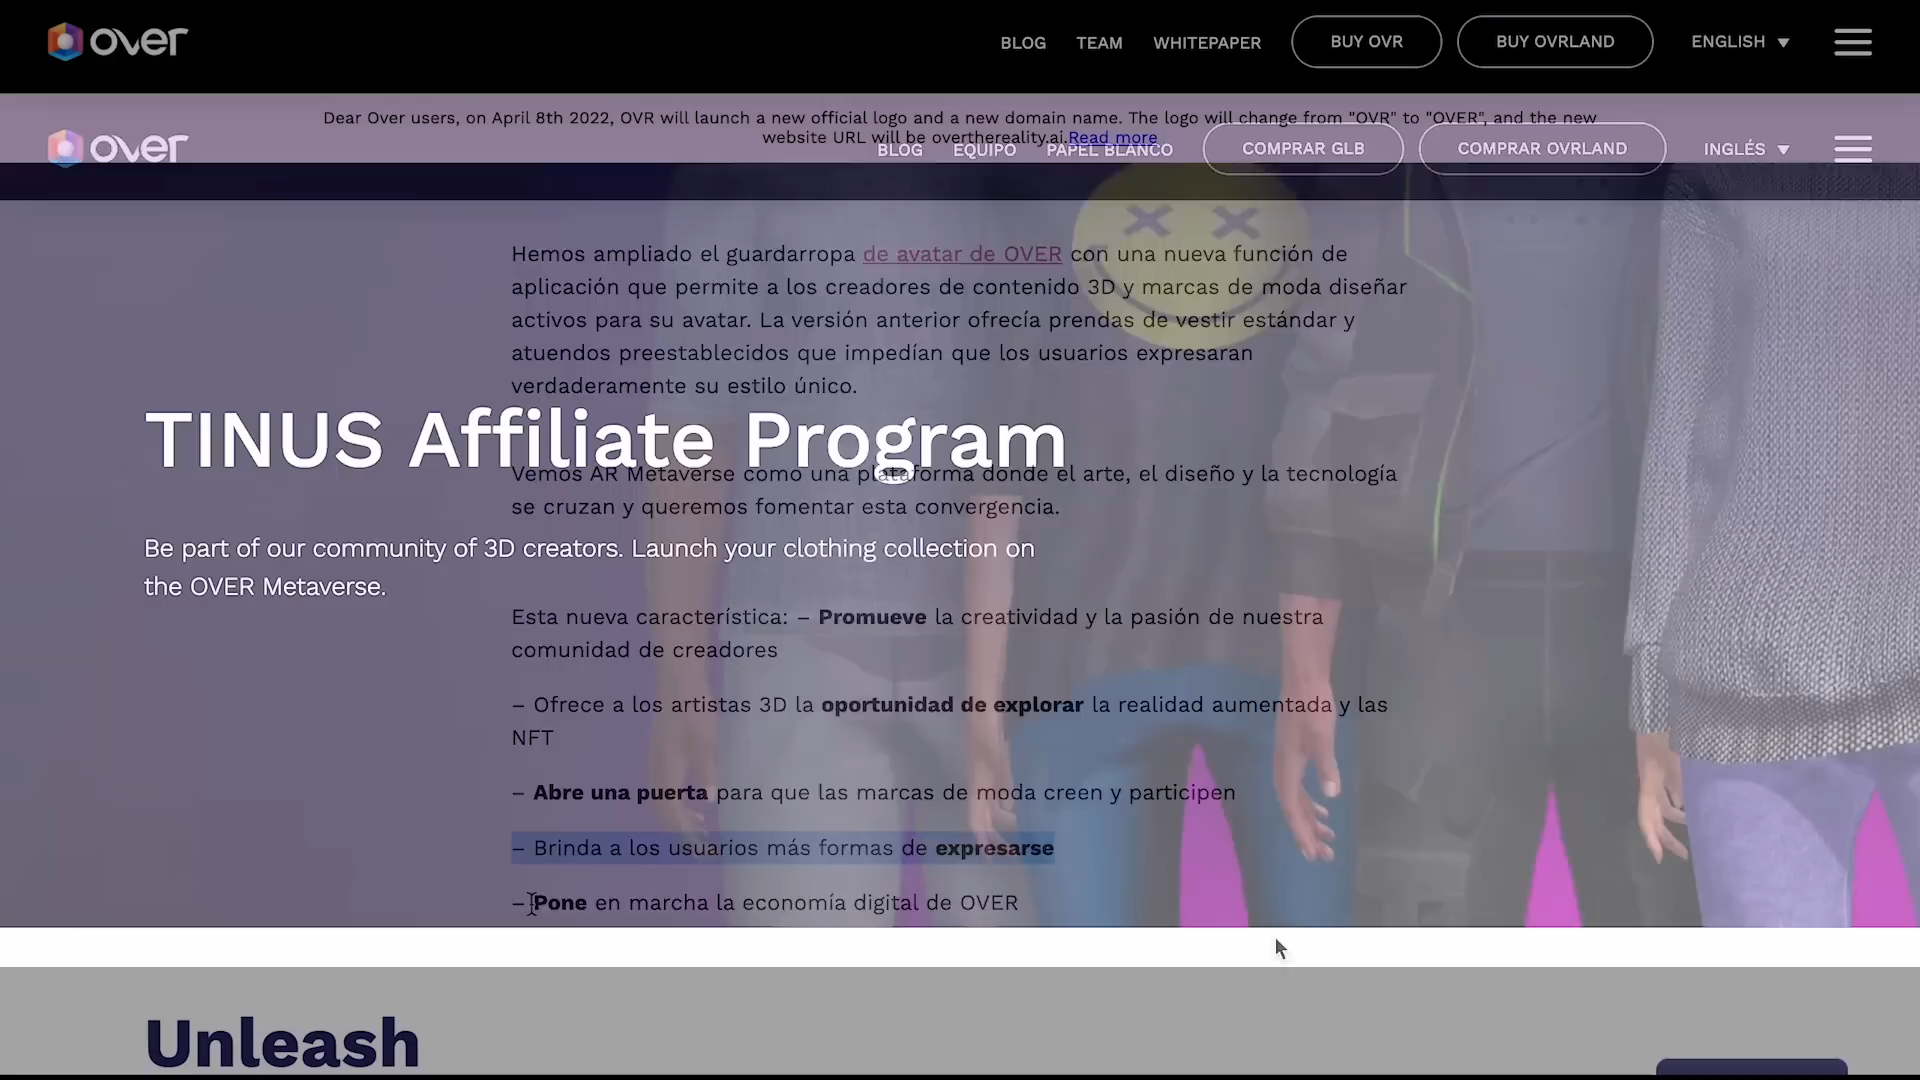 over
BLOG TEAM WHITEPAPER BUY OVR BUY OVRLAND ENGLISH
Dear Over users, on April 8th 2022, OVR will launch a new official logo and a new domain name. The logo will change from "OVR" to "OVER", and the new
website URL will be overthereality.ai.Read more
over
BLOG EQUIPO PAPEL BLANCO COMPRAR GLB COMPRAR OVRLAND INGLÉS
Hemos ampliado el guardarropa de avatar de OVER con una nueva función de
aplicación que permite a los creadores de contenido 3D y marcas de moda diseñar
activos para su avatar. La versión anterior ofrecía prendas de vestir estándar y
atuendos preestablecidos que impedían que los usuarios expresaran
verdaderamente su estilo único.
TINUS Affiliate Program
Vemos AR Metaverse como una plataforma donde el arte, el diseño y la tecnología
se cruzan y queremos fomentar esta convergencia.
Be part of our community of 3D creators. Launch your clothing collection on
the OVER Metaverse.
Esta nueva característica: – Promueve la creatividad y la pasión de nuestra
comunidad de creadores
– Ofrece a los artistas 3D la oportunidad de explorar la realidad aumentada y las
NFT
– Abre una puerta para que las marcas de moda creen y participen
– Brinda a los usuarios más formas de expresarse
– Pone en marcha la economía digital de OVER
Unleash